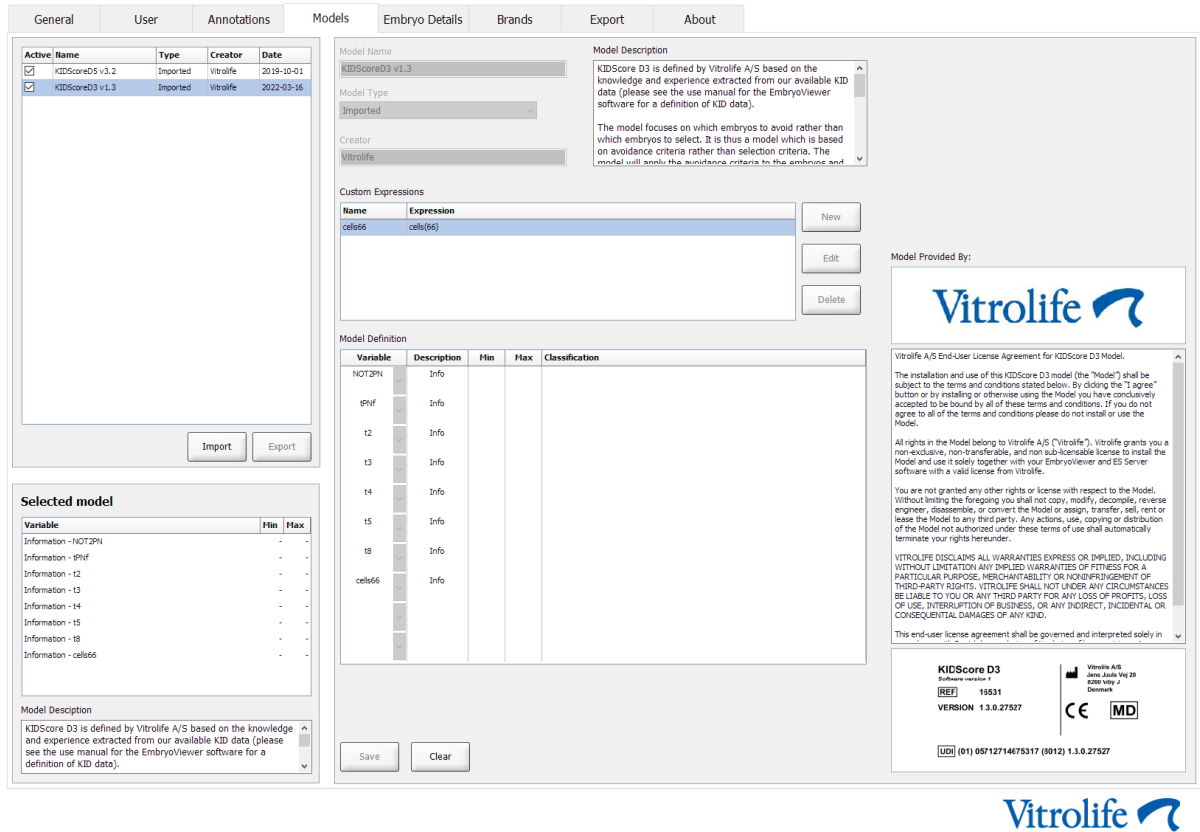 General User Annotations Models Embryo Details Brands Export About
Active Name Type Creator Date
KIDScoreD5 v3.2 Imported Vitrolife 2019-10-01
KIDScoreD3 v1.3 Imported Vitrolife 2022-03-16
Import Export
Selected model
Variable Min Max
Information - NOT2PN - -
Information - tPNf - -
Information - t2 - -
Information - t3 - -
Information - t4 - -
Information - t5 - -
Information - t8 - -
Information - cells66 - -
Model Desciption
KIDScore D3 is defined by Vitrolife A/S based on the knowledge
and experience extracted from our available KID data (please
see the use manual for the EmbryoViewer software for a
definition of KID data).
Model Name
KIDScoreD3 v1.3
Model Type
Imported
Creator
Vitrolife
Model Description
KIDScore D3 is defined by Vitrolife A/S based on the
knowledge and experience extracted from our available KID
data (please see the use manual for the EmbryoViewer
software for a definition of KID data).
The model focuses on which embryos to avoid rather than
which embryos to select. It is thus a model which is based
on avoidance criteria rather than selection criteria. The
model will apply the avoidance criteria to the embryos and
Custom Expressions
Name Expression
cells66 cells(66)
New
Edit
Delete
Model Definition
Variable Description Min Max Classification
NOT2PN Info
tPNf Info
t2 Info
t3 Info
t4 Info
t5 Info
t8 Info
cells66 Info
Save Clear
Model Provided By:
Vitrolife
Vitrolife A/S End-User License Agreement for KIDScore D3 Model.
The installation and use of this KIDScore D3 model (the "Model") shall be
subject to the terms and conditions stated below. By clicking the "I agree"
button or by installing or otherwise using the Model you have conclusively
accepted to be bound by all of these terms and conditions. If you do not
agree to all of the terms and conditions please do not install or use the
Model.
All rights in the Model belong to Vitrolife A/S ("Vitrolife"). Vitrolife grants you a
non-exclusive, non-transferable, and non sub-licensable license to install the
Model and use it solely together with your EmbryoViewer and ES Server
software with a valid license from Vitrolife.
You are not granted any other rights or license with respect to the Model.
Without limiting the foregoing you shall not copy, modify, decompile, reverse
engineer, disassemble, or convert the Model or assign, transfer, sell, rent or
lease the Model to any third party. Any actions, use, copying or distribution
of the Model not authorized under these terms of use shall automatically
terminate your rights hereunder.
VITROLIFE DISCLAIMS ALL WARRANTIES EXPRESS OR IMPLIED, INCLUDING
WITHOUT LIMITATION ANY IMPLIED WARRANTIES OF FITNESS FOR A
PARTICULAR PURPOSE, MERCHANTABILITY OR NONINFRINGEMENT OF
THIRD-PARTY RIGHTS. VITROLIFE SHALL NOT UNDER ANY CIRCUMSTANCES
BE LIABLE TO YOU OR ANY THIRD PARTY FOR ANY LOSS OF PROFITS, LOSS
OF USE, INTERRUPTION OF BUSINESS, OR ANY INDIRECT, INCIDENTAL OR
CONSEQUENTIAL DAMAGES OF ANY KIND.
This end-user license agreement shall be governed and interpreted solely in
KIDScore D3
Software version 1
REF 16531
VERSION 1.3.0.27527
Vitrolife A/S
Jens Juuls Vej 20
8260 Viby J
Denmark
CE MD
UDI (01) 05712714675317 (8012) 1.3.0.27527
Vitrolife